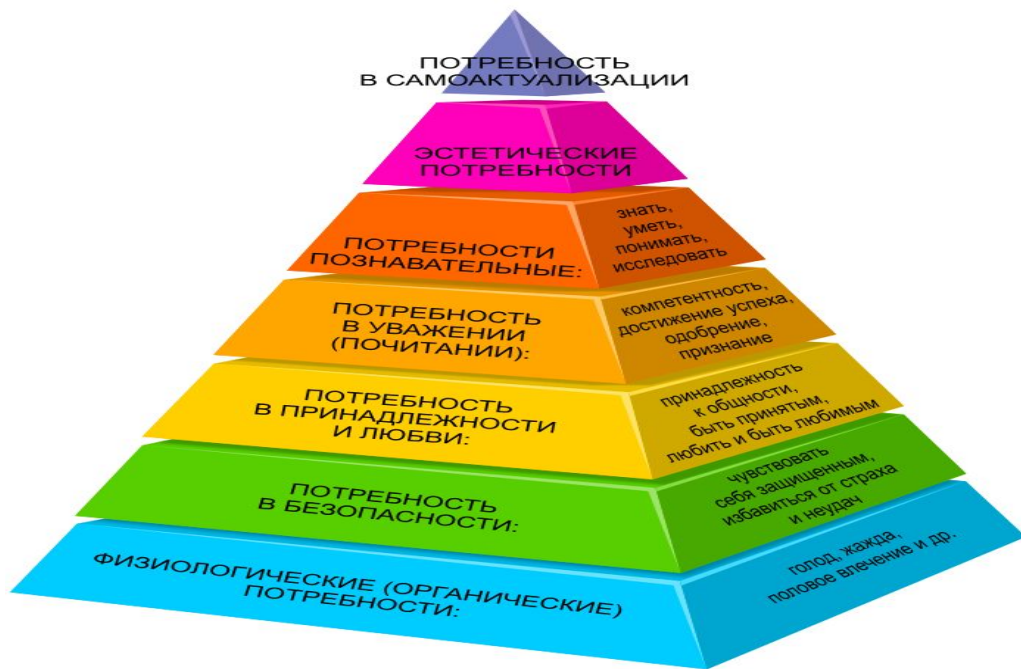 ПОТРЕБНОСТЬ
В САМОАКТУАЛИЗАЦИИ
ЭСТЕТИЧЕСКИЕ
ПОТРЕБНОСТИ
ПОТРЕБНОСТИ
ПОЗНАВАТЕЛЬНЫЕ:
знать,
уметь,
понимать,
исследовать
ПОТРЕБНОСТЬ
В УВАЖЕНИИ
(ПОЧИТАНИИ):
компетентность,
достижение успеха,
одобрение,
признание
ПОТРЕБНОСТЬ
В ПРИНАДЛЕЖНОСТИ
И ЛЮБВИ:
принадлежность
к общности,
быть принятым,
любить и быть любимым
ПОТРЕБНОСТЬ
В БЕЗОПАСНОСТИ:
чувствовать
себя защищенным,
избавиться от страха
и неудач
ФИЗИОЛОГИЧЕСКИЕ (ОРГАНИЧЕСКИЕ)
ПОТРЕБНОСТИ:
голод, жажда,
половое влечение и др.